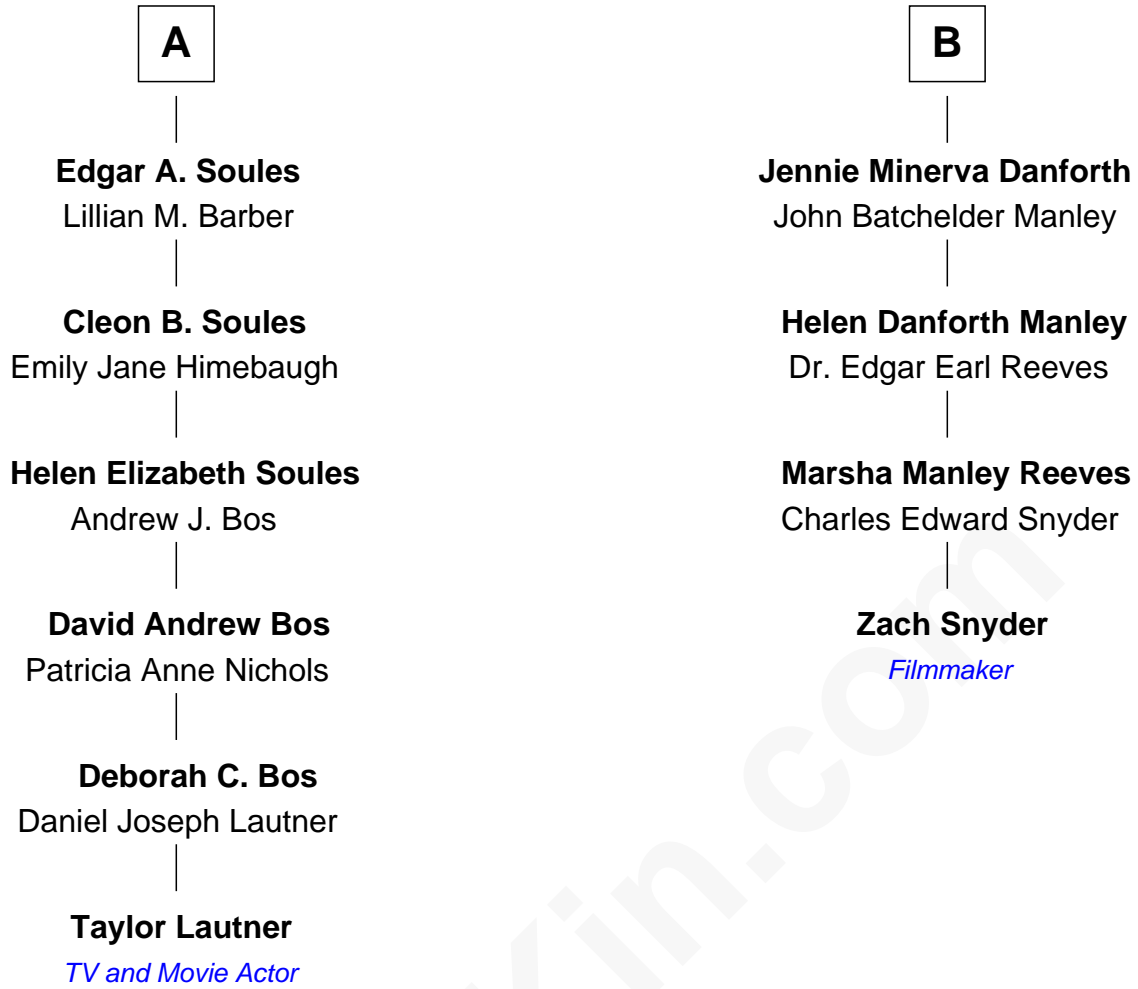 A
Edgar A. Soules
Lillian M. Barber
Cleon B. Soules
Emily Jane Himebaugh
Helen Elizabeth Soules
Andrew J. Bos
David Andrew Bos
Patricia Anne Nichols
Deborah C. Bos
Daniel Joseph Lautner
Taylor Lautner
TV and Movie Actor
B
Jennie Minerva Danforth
John Batchelder Manley
Helen Danforth Manley
Dr. Edgar Earl Reeves
Marsha Manley Reeves
Charles Edward Snyder
Zach Snyder
Filmmaker
Kin.com